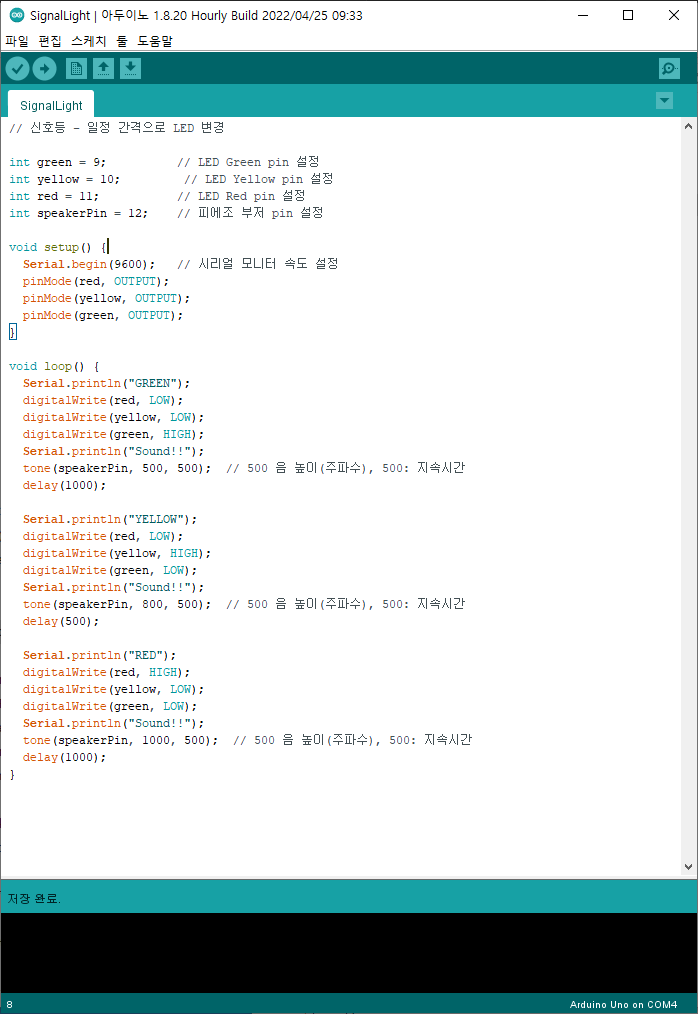 SignalLight | 아두이노 1.8.20 Hourly Build 2022/04/25 09:33
파일 편집 스케치 툴 도움말
SignalLight
// 신호등 - 일정 간격으로 LED 변경
int green = 9;          // LED Green pin 설정
int yellow = 10;         // LED Yellow pin 설정
int red = 11;           // LED Red pin 설정
int speakerPin = 12;    // 피에조 부저 pin 설정
void setup() {
  Serial.begin(9600);   // 시리얼 모니터 속도 설정
  pinMode(red, OUTPUT);
  pinMode(yellow, OUTPUT);
  pinMode(green, OUTPUT);
}
void loop() {
  Serial.println("GREEN");
  digitalWrite(red, LOW);
  digitalWrite(yellow, LOW);
  digitalWrite(green, HIGH);
  Serial.println("Sound!!");
  tone(speakerPin, 500, 500);  // 500 음 높이(주파수), 500: 지속시간
  delay(1000);
  Serial.println("YELLOW");
  digitalWrite(red, LOW);
  digitalWrite(yellow, HIGH);
  digitalWrite(green, LOW);
  Serial.println("Sound!!");
  tone(speakerPin, 800, 500);  // 500 음 높이(주파수), 500: 지속시간
  delay(500);
  Serial.println("RED");
  digitalWrite(red, HIGH);
  digitalWrite(yellow, LOW);
  digitalWrite(green, LOW);
  Serial.println("Sound!!");
  tone(speakerPin, 1000, 500);  // 500 음 높이(주파수), 500: 지속시간
  delay(1000);
}
저장 완료.
8 Arduino Uno on COM4